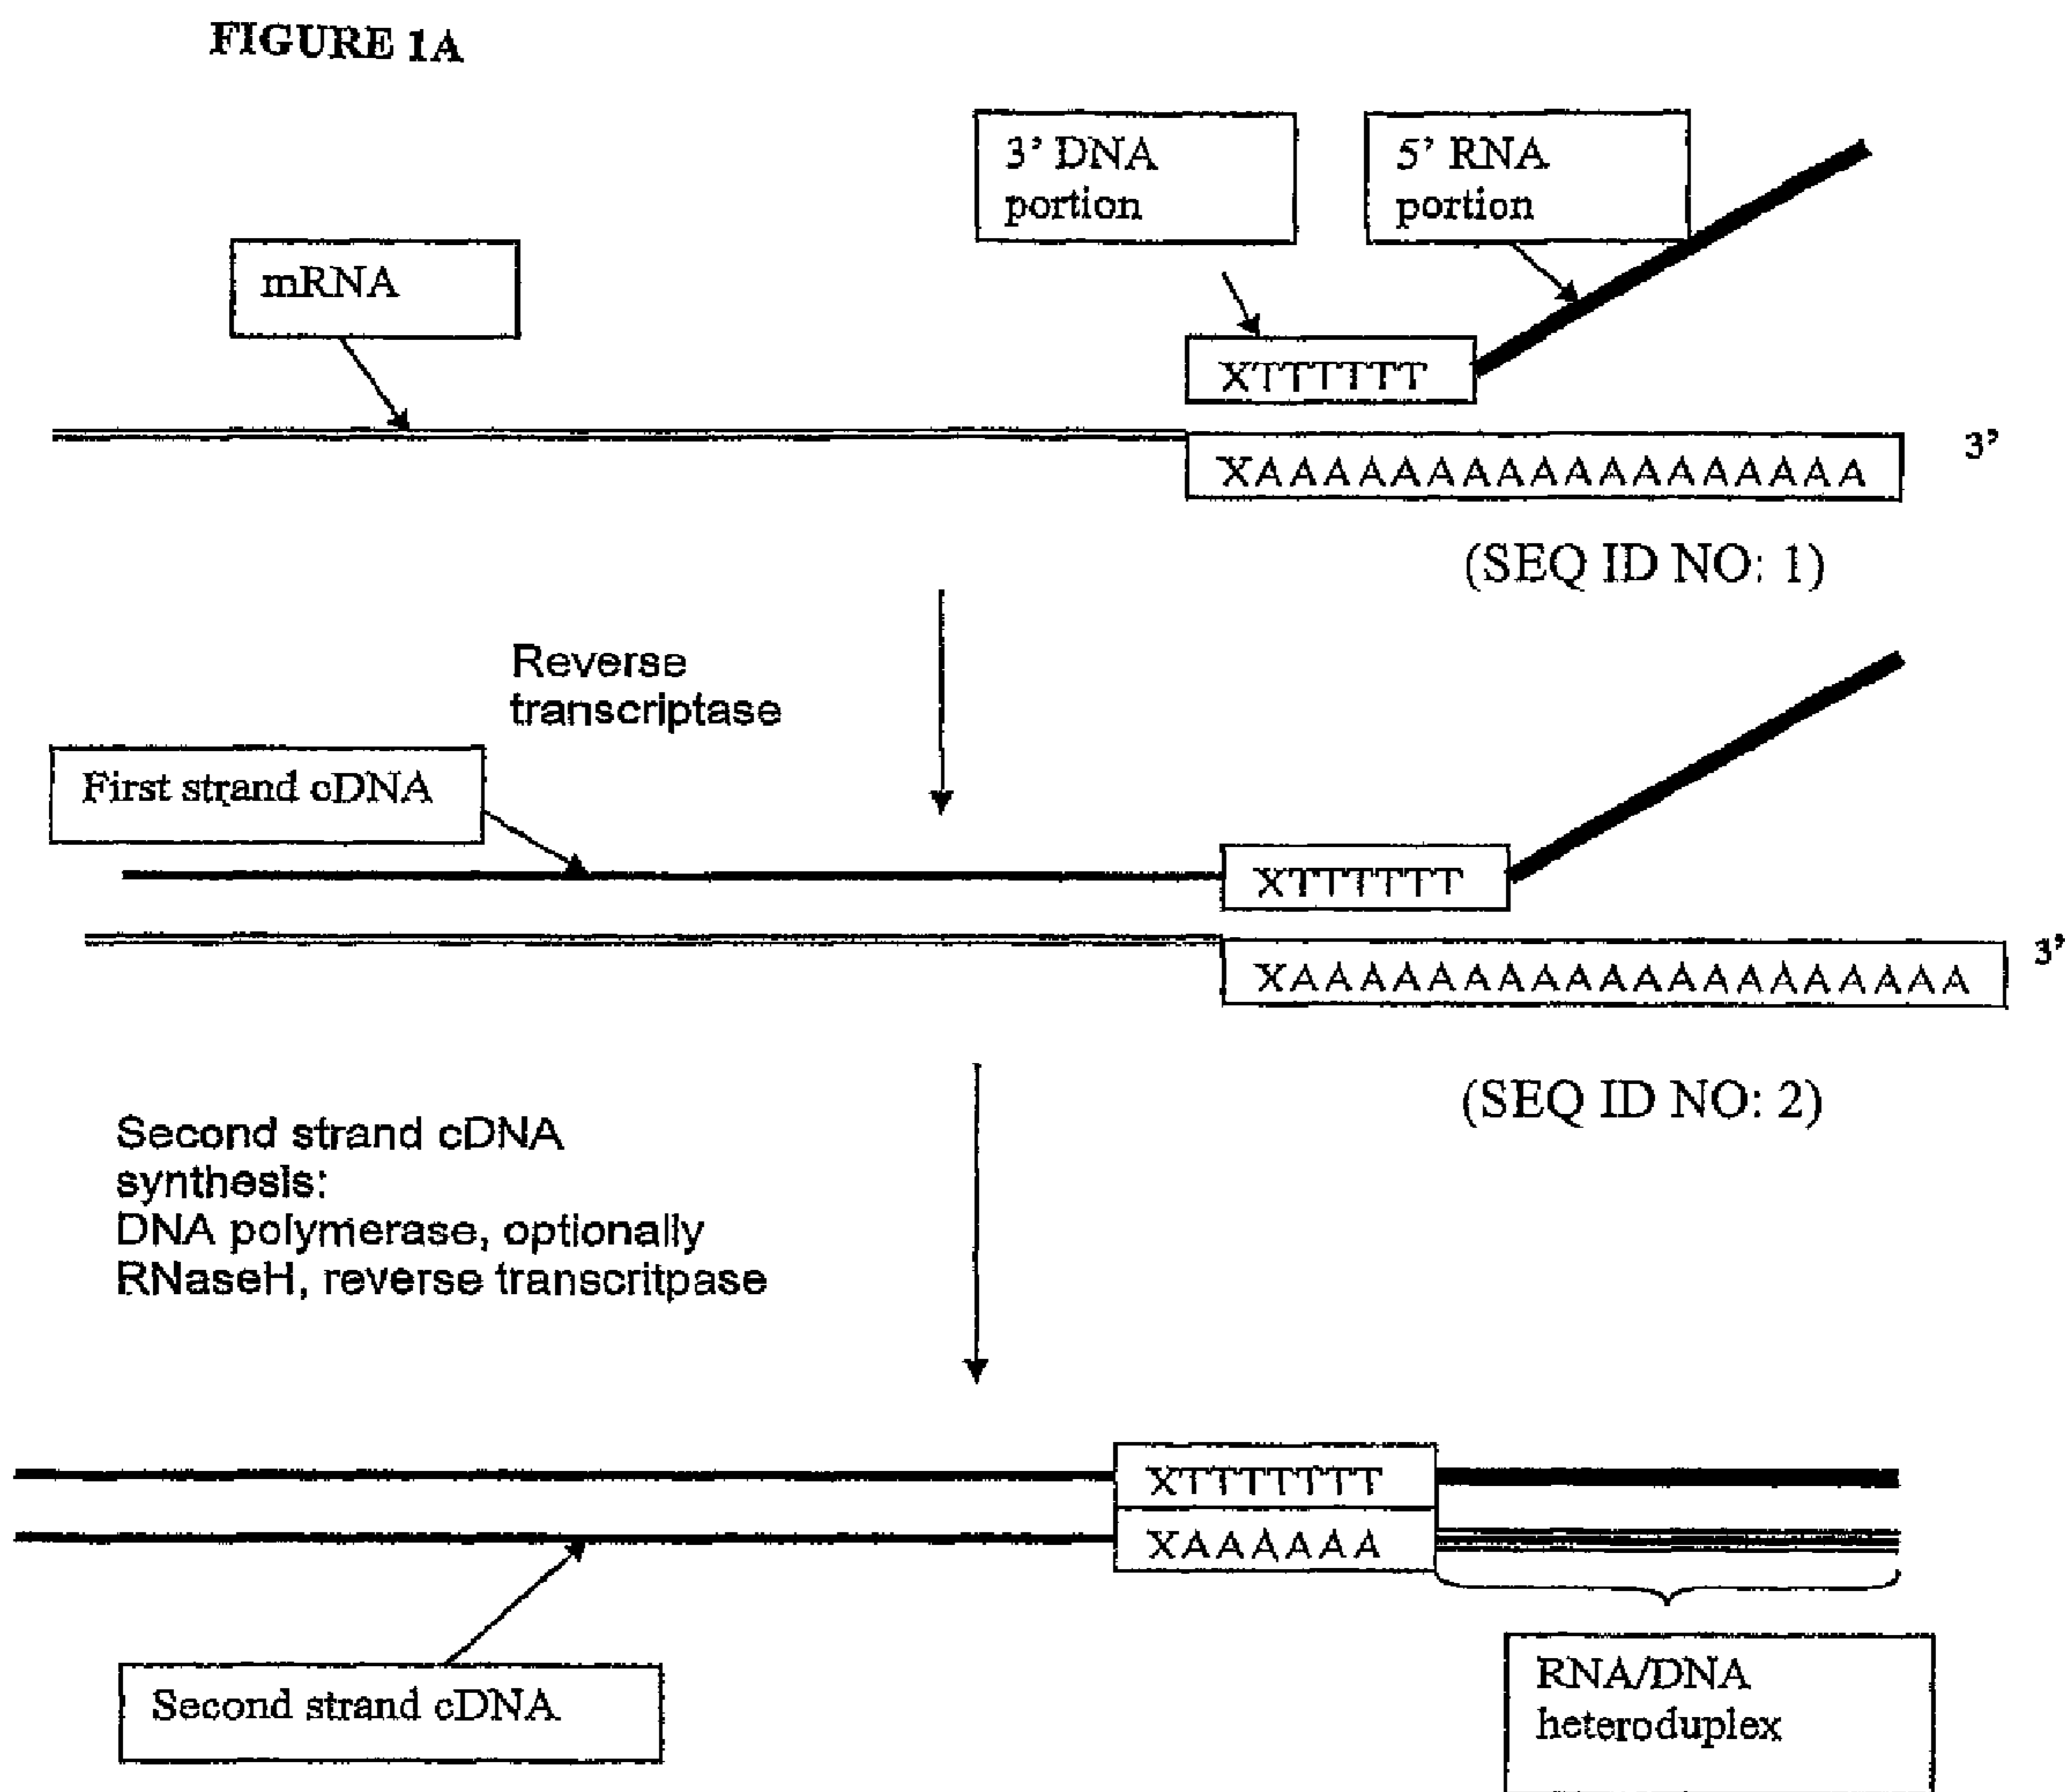 FIGURE 1A
3’ DNA
portion
5’ RNA
portion
mRNA
XTTTTTT
3’
XAAAAAAAAAAAAAAAAAA
(SEQ ID NO: 1)
Reverse
transcriptase
First strand cDNA
XTTTTTT
3’
XAAAAAAAAAAAAAAAAAAAA
(SEQ ID NO: 2)
Second strand cDNA
synthesis:
DNA polymerase, optionally
RNaseH, reverse transcritpase
XTTTTTTT
XAAAAAA
Second strand cDNA
RNA/DNA
heteroduplex